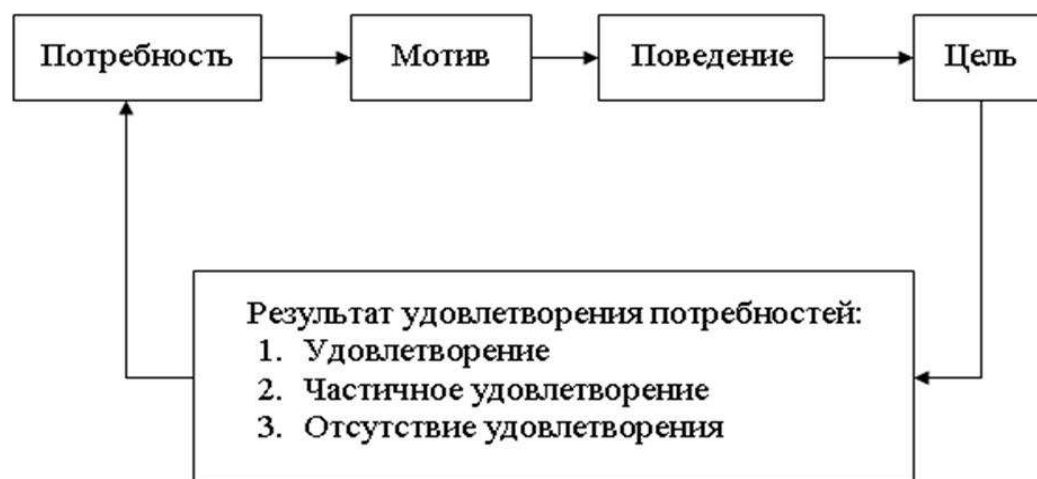 Потребность
Мотив
Поведение
Цель
Результат удовлетворения потребностей:
1. Удовлетворение
2. Частичное удовлетворение
3. Отсутствие удовлетворения